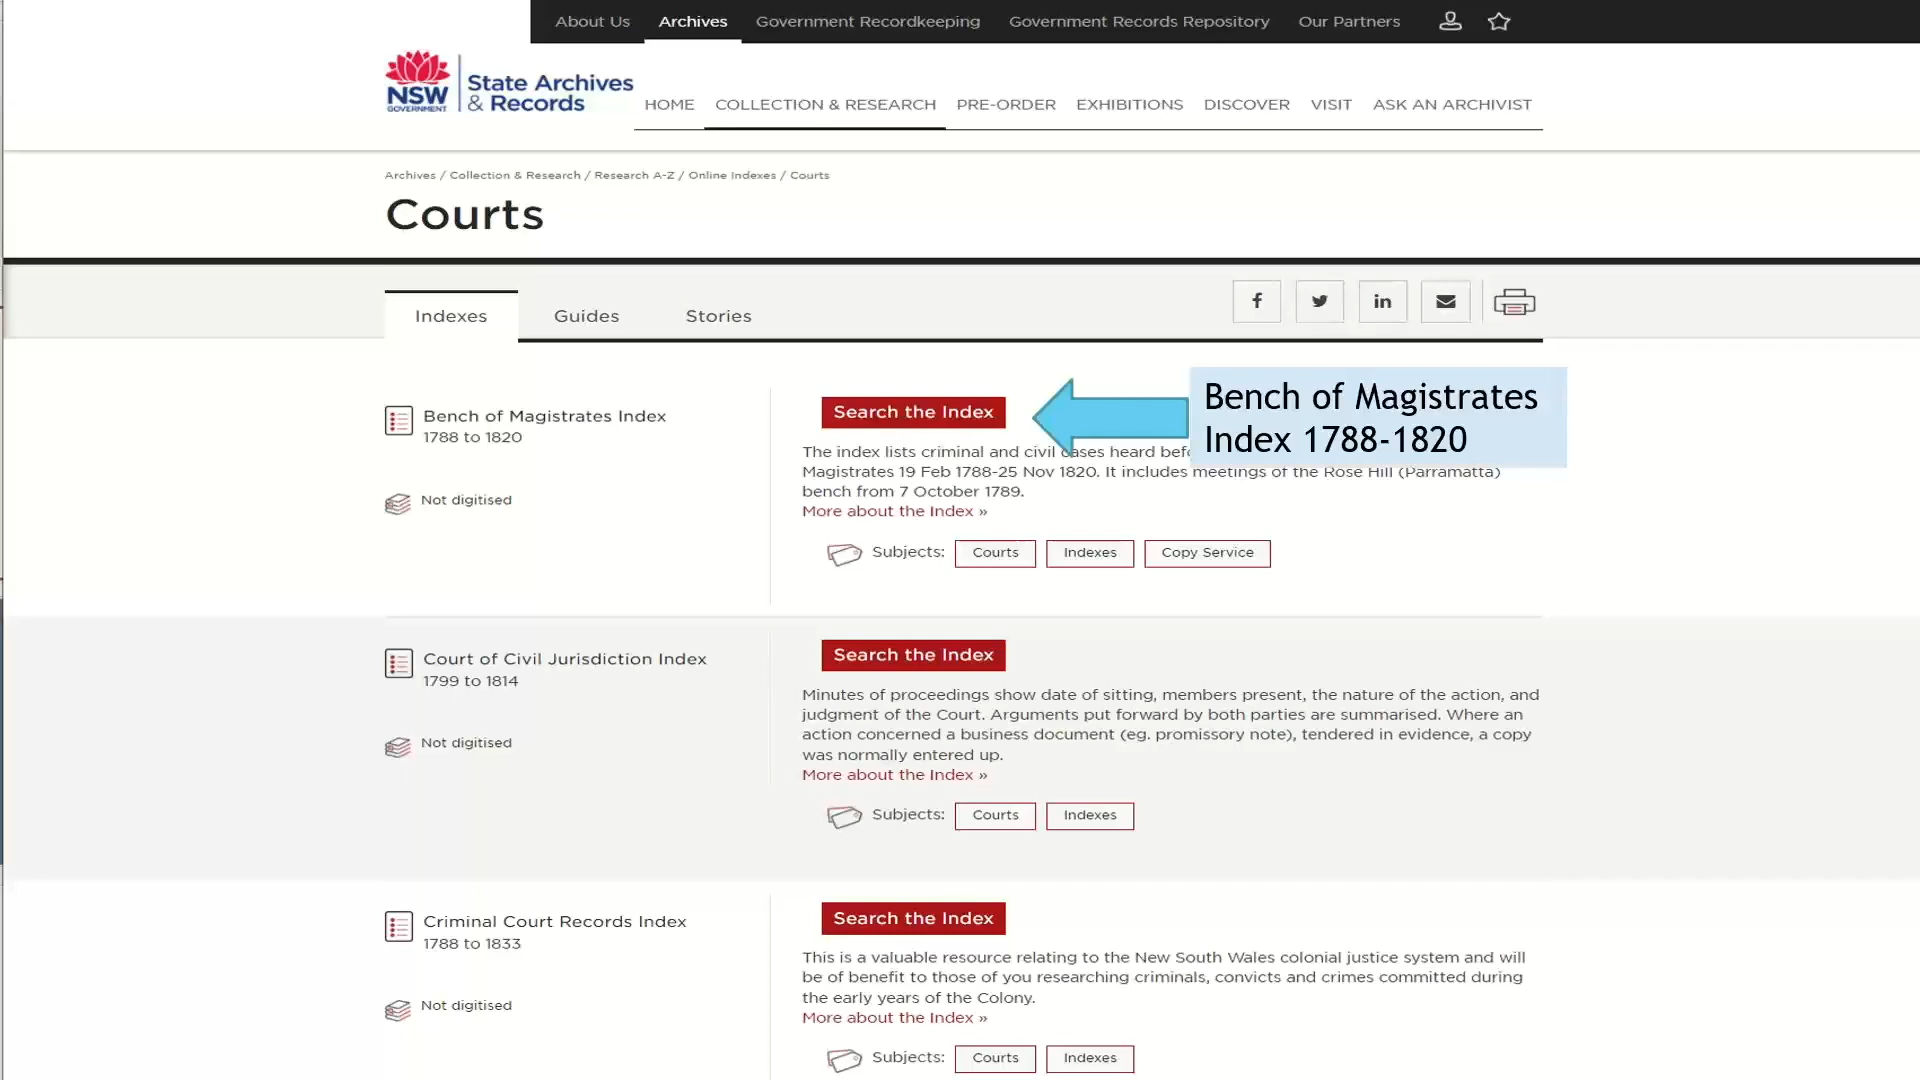 About Us Archives Government Recordkeeping Government Records Repository Our Partners
NSW
GOVERNMENT
State Archives
& Records
HOME COLLECTION & RESEARCH PRE-ORDER EXHIBITIONS DISCOVER VISIT ASK AN ARCHIVIST
Archives / Collection & Research / Research A-Z / Online Indexes / Courts
Courts
Indexes Guides Stories
Bench of Magistrates Index
1788 to 1820
Not digitised
Search the Index
Bench of Magistrates
Index 1788-1820
The index lists criminal and civil cases heard
Magistrates 19 Feb 1788-25 Nov 1820. It includes meetings of the Rose Hill (Parramatta)
bench from 7 October 1789.
More about the Index »
Subjects: Courts Indexes Copy Service
Court of Civil Jurisdiction Index
1799 to 1814
Not digitised
Search the Index
Minutes of proceedings show date of sitting, members present, the nature of the action, and
judgment of the Court. Arguments put forward by both parties are summarised. Where an
action concerned a business document (eg. promissory note), tendered in evidence, a copy
was normally entered up.
More about the Index »
Subjects: Courts Indexes
Criminal Court Records Index
1788 to 1833
Not digitised
Search the Index
This is a valuable resource relating to the New South Wales colonial justice system and will
be of benefit to those of you researching criminals, convicts and crimes committed during
the early years of the Colony.
More about the Index »
Subjects: Courts Indexes